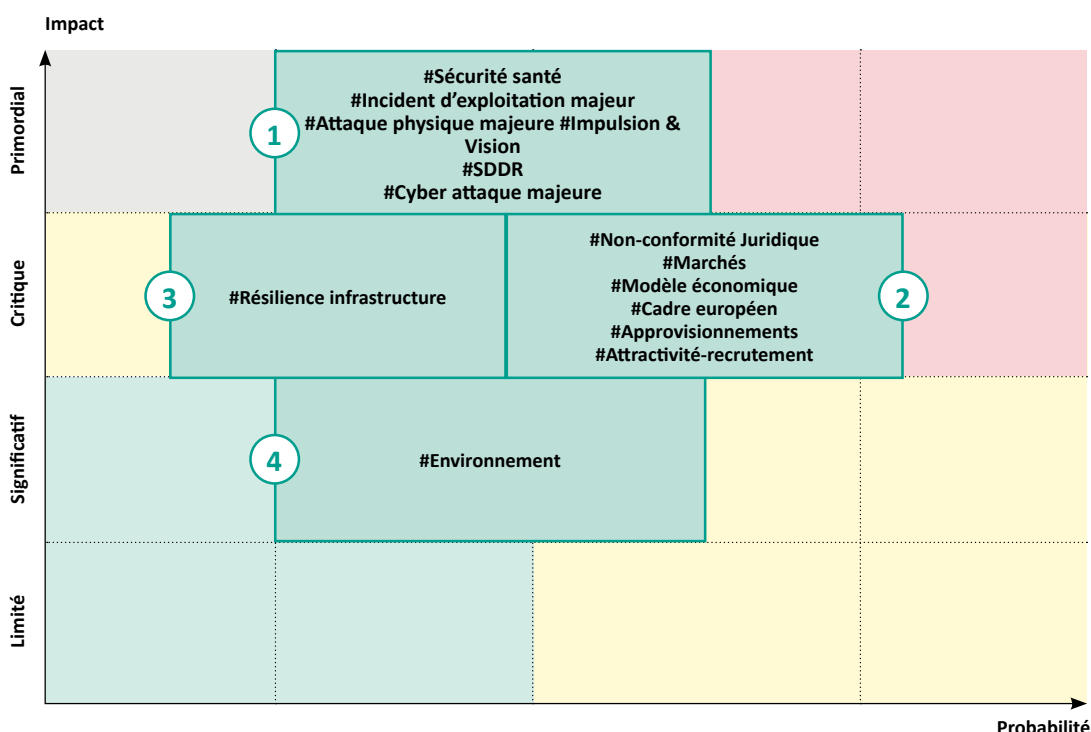 Impact
Primordial
1
#Sécurité santé
#Incident d'exploitation majeur
#Attaque physique majeure #Impulsion &
Vision
#SDDR
#Cyber attaque majeure
Critique
3
#Résilience infrastructure
#Non-conformité Juridique
#Marchés
#Modèle économique
#Cadre européen
#Approvisionnements
#Attractivité-recrutement
2
Significatif
4
#Environnement
Limité
Probabilité